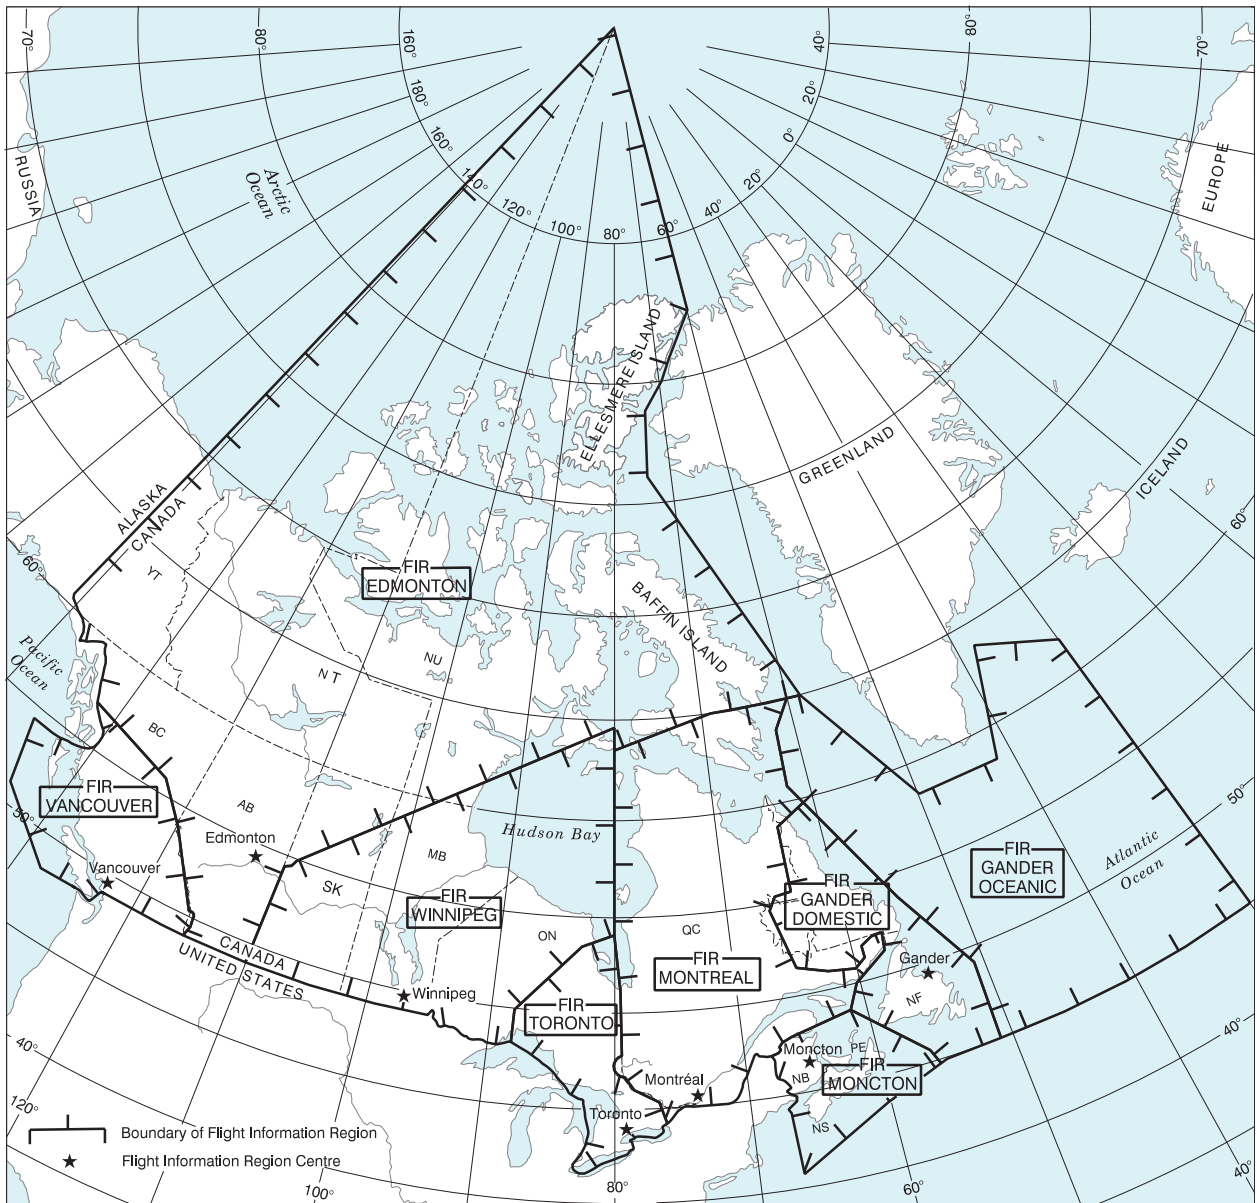 70°
80°
160°
40°
80°
70°
180°
20°
160°
0°
140°
20°
120°
40°
100°
80°
60°
RUSSIA
Arctic
Ocean
EUROPE
ELLESMERE ISLAND
GREENLAND
ICELAND
60°
ALASKA
CANADA
YT
60°
FIR
EDMONTON
BAFFIN ISLAND
NU
NT
Pacific
Ocean
BC
AB
FIR
VANCOUVER
50°
50°
Edmonton
Vancouver
Hudson Bay
MB
SK
FIR
WINNIPEG
ON
QC
FIR
MONTREAL
FIR
GANDER
DOMESTIC
FIR
GANDER
OCEANIC
Atlantic
Ocean
Gander
NF
CANADA
UNITED STATES
Winnipeg
FIR
TORONTO
Moncton
PE
NB
FIR
MONCTON
NS
Montréal
Toronto
40°
40°
120°
100°
80°
60°
40°
Boundary of Flight Information Region
Flight Information Region Centre